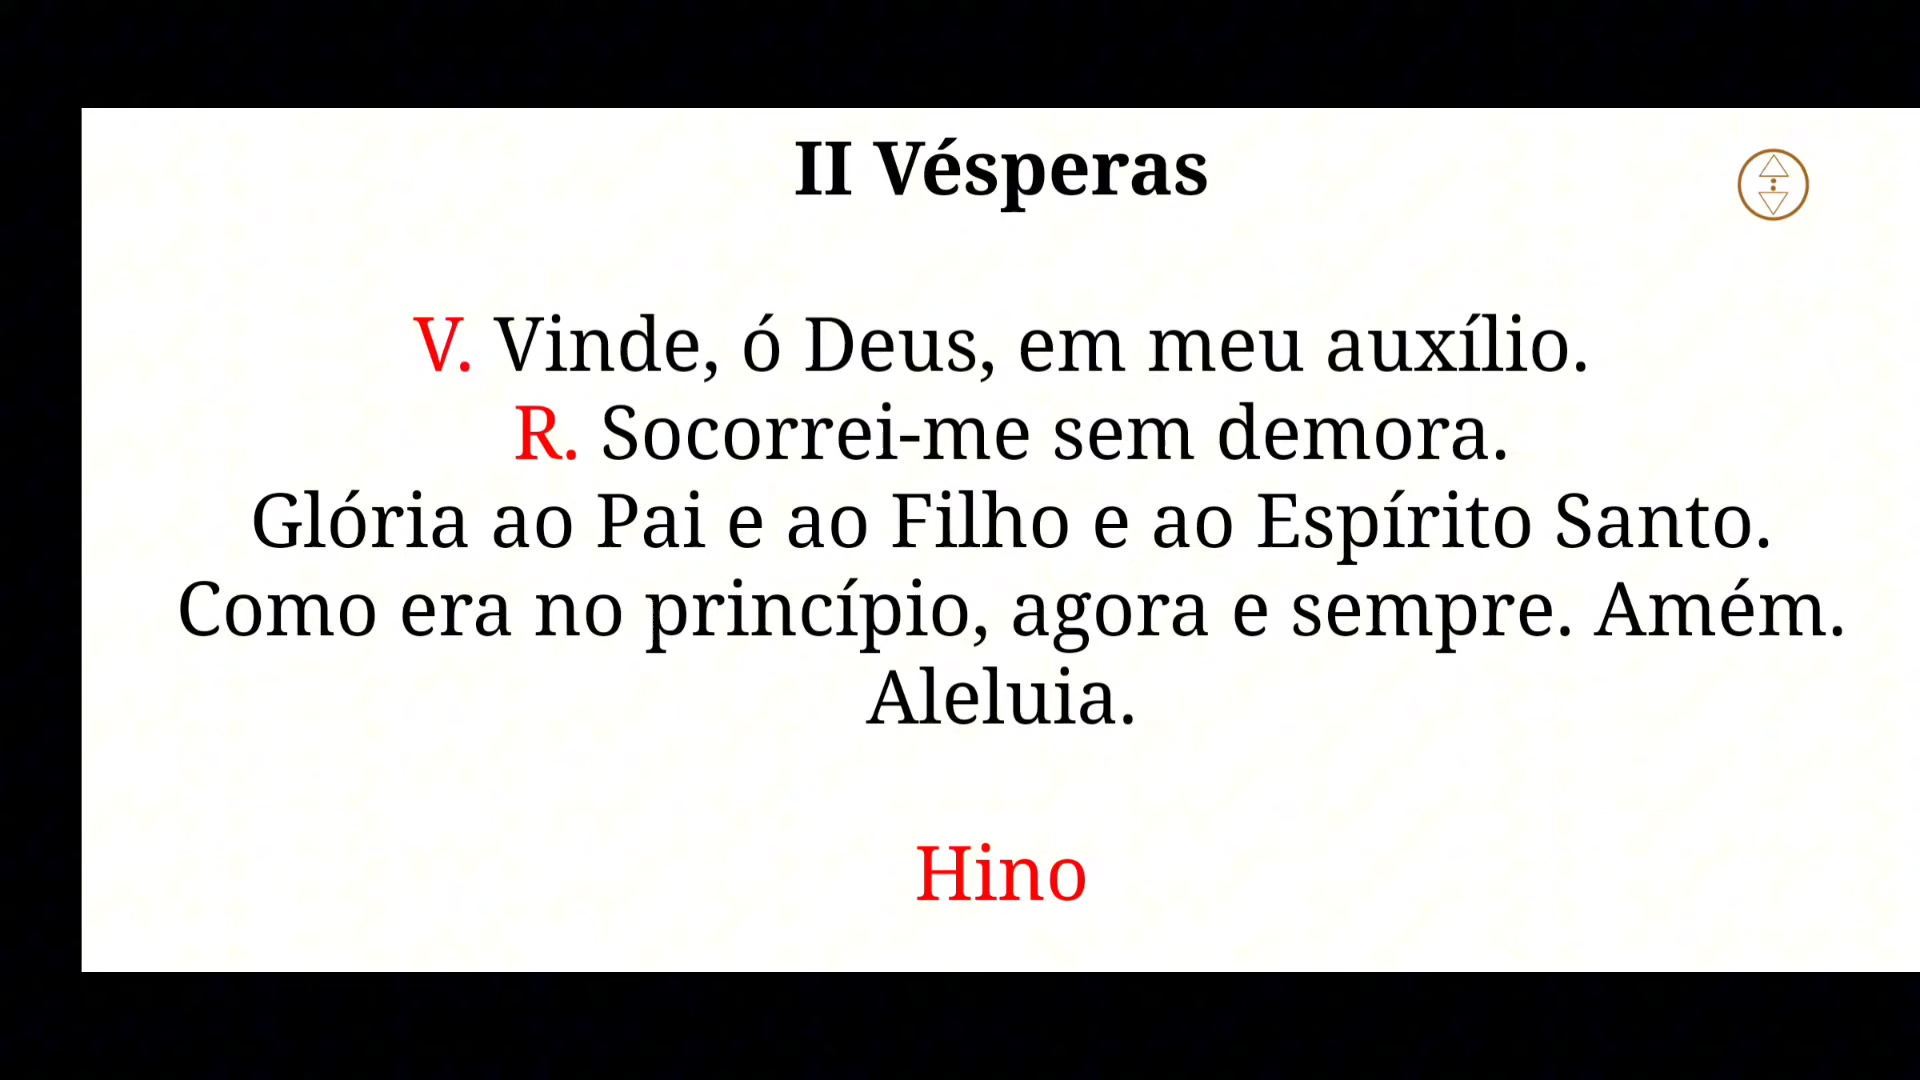 II Vésperas
V. Vinde, ó Deus, em meu auxílio.
R. Socorrei-me sem demora.
Glória ao Pai e ao Filho e ao Espírito Santo.
Como era no princípio, agora e sempre. Amém.
Aleluia.
Hino